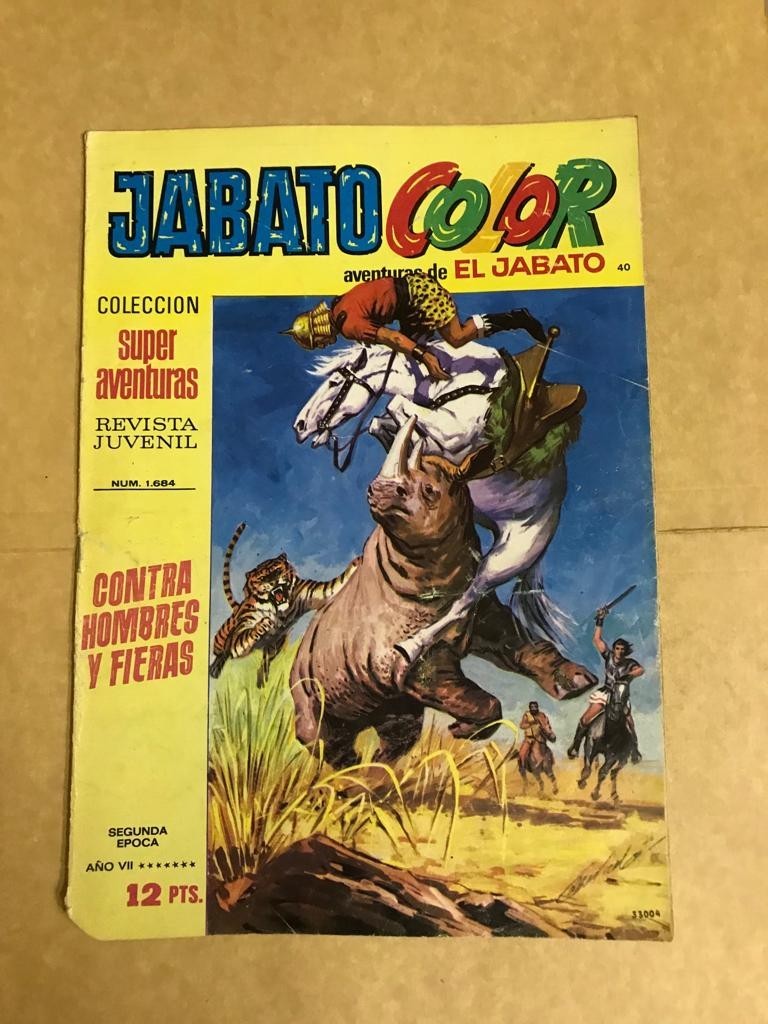 JABATO COLOR
aventuras de EL JABATO 40
COLECCION
super
aventuras
REVISTA
JUVENIL
NUM. 1.684
CONTRA
HOMBRES
Y FIERAS
SEGUNDA
EPOCA
AÑO VII *******
12 PTS.
33004